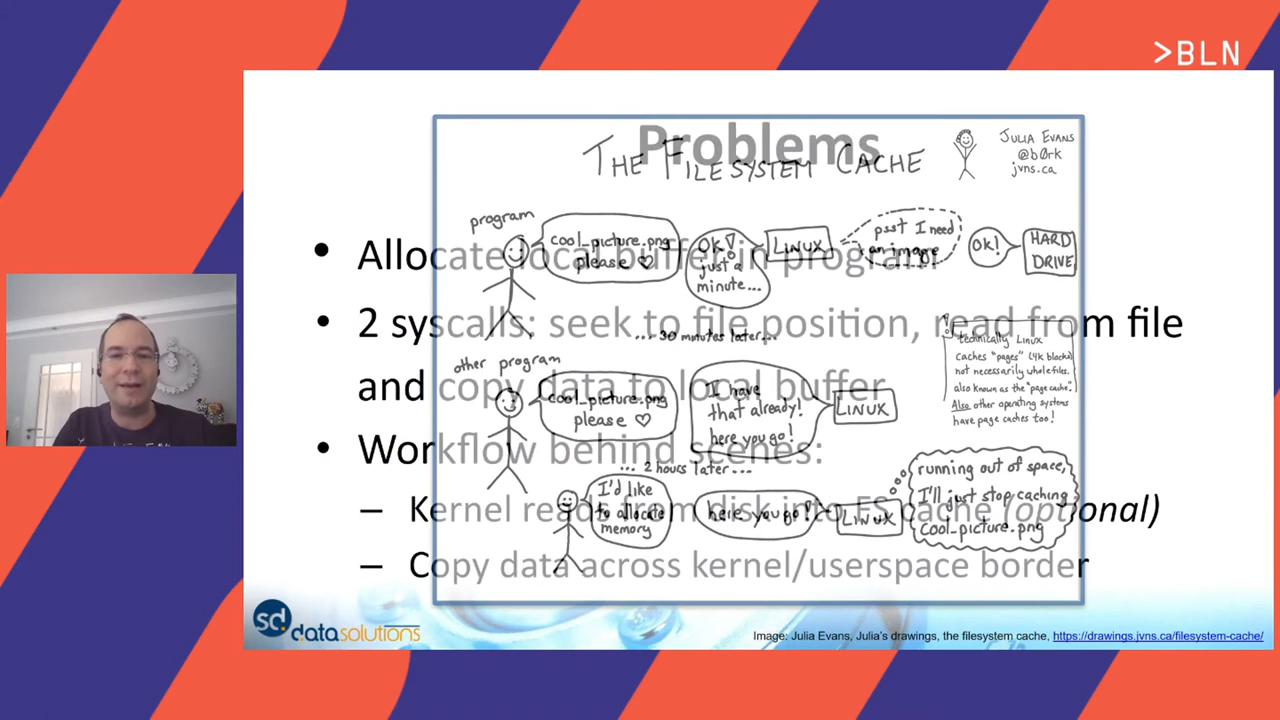 >BLN
Problems
THE FILESYSTEM CACHE
JULIA EVANS
@b0rk
jvns.ca
program
cool_picture.png
please ♡
OK!
just a
minute...
LINUX
psst I need
an image
OK!
HARD
DRIVE
• Allocate local buffer in program!
• 2 syscalls: seek to file position, read from file
and copy data to local buffer
... 30 minutes later...
other program
cool_picture.png
please ♡
I have
that already!
here you go!
LINUX
technically Linux
caches "pages" (4K blocks)
not necessarily whole files.
also known as the "page cache".
Also other operating systems
have page caches too!
• Workflow behind scenes:
... 2 hours later...
I'd like
to allocate
memory
here you go!
LINUX
running out of space,
I'll just stop caching
cool_picture.png
– Kernel reads from disk into FS cache (optional)
– Copy data across kernel/userspace border
sd.
datasolutions
Image: Julia Evans, Julia's drawings, the filesystem cache, https://drawings.jvns.ca/filesystem-cache/